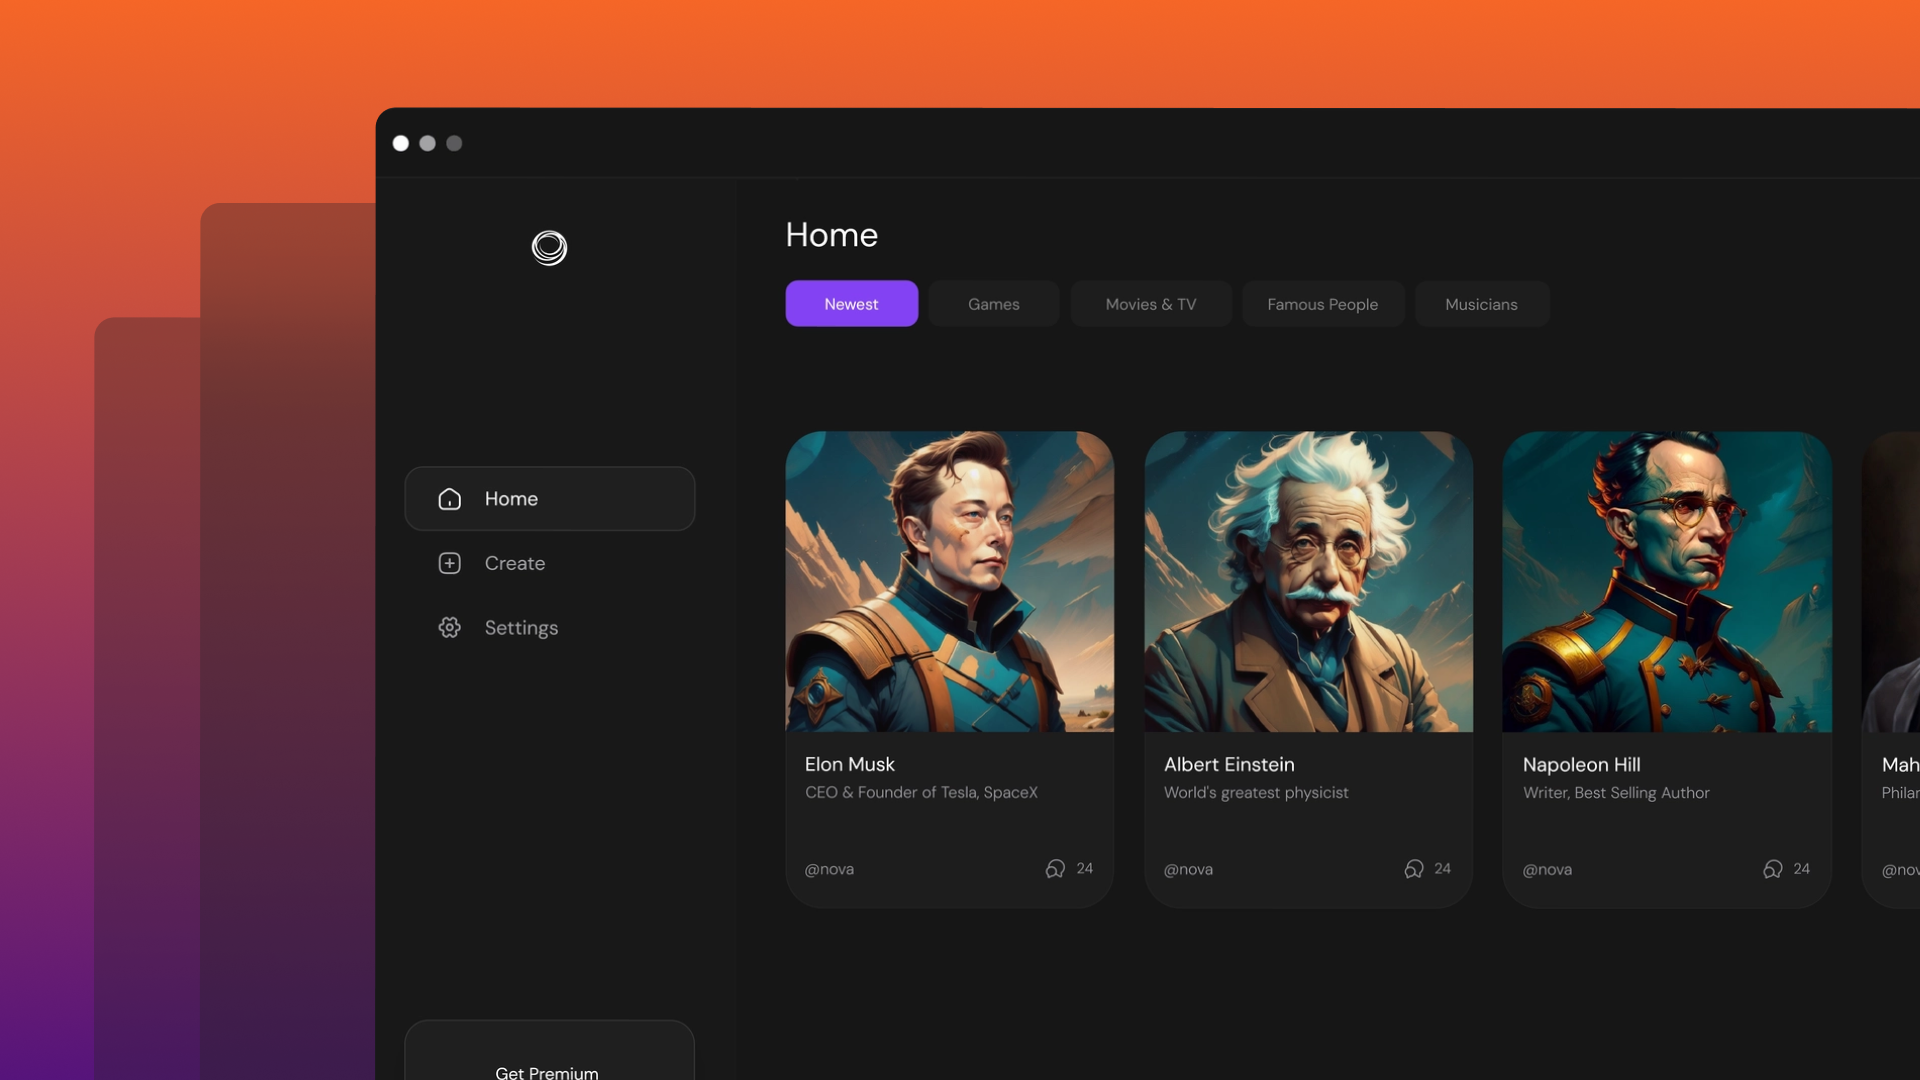 Home
Newest
Games
Movies & TV
Famous People
Musicians
Home
Create
Settings
Elon Musk
CEO & Founder of Tesla, SpaceX
@nova
24
Albert Einstein
World's greatest physicist
@nova
24
Napoleon Hill
Writer, Best Selling Author
@nova
24
Mah
Philan
@nov
Get Premium